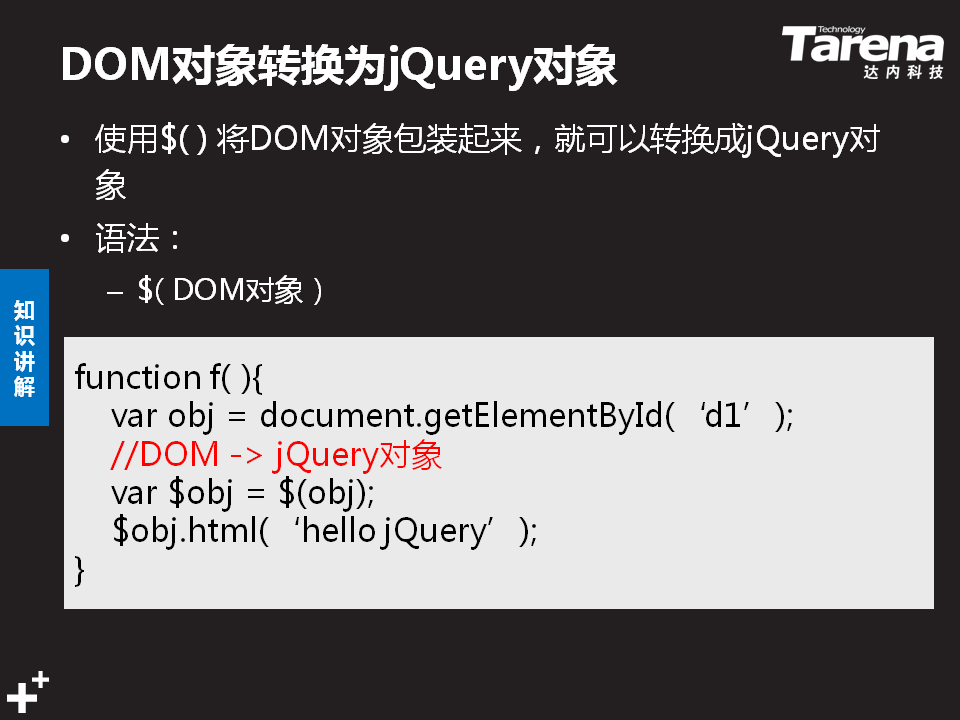 DOM对象转换为jQuery对象
Technology
Tarena
达内科技
• 使用$( ) 将DOM对象包装起来，就可以转换成jQuery对
象
• 语法：
– $( DOM对象 )
知
识
讲
解
function f( ){
var obj = document.getElementById(‘d1’);
//DOM -> jQuery对象
var $obj = $(obj);
$obj.html(‘hello jQuery’);
}